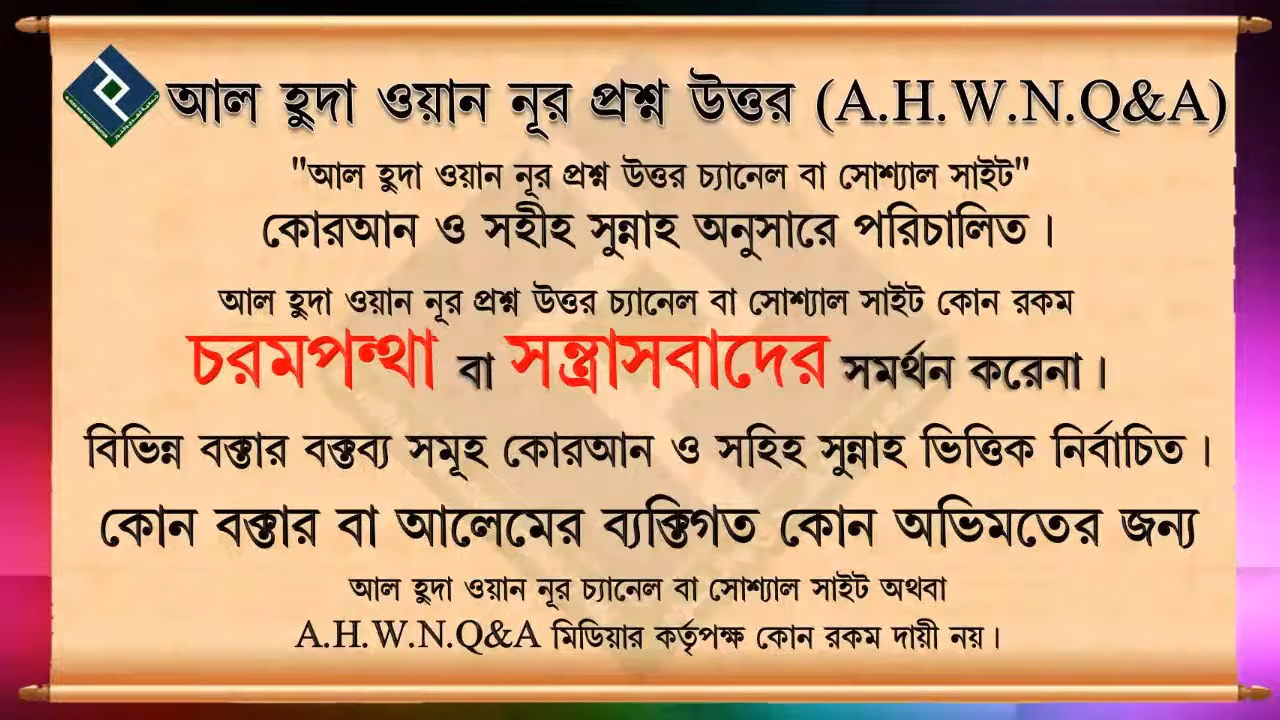 আল হুদা ওয়ান নূর প্রশ্ন উত্তর (A.H.W.N.Q&A)
"আল হুদা ওয়ান নূর প্রশ্ন উত্তর চ্যানেল বা সোশ্যাল সাইট"
কোরআন ও সহীহ সুন্নাহ অনুসারে পরিচালিত।
আল হুদা ওয়ান নূর প্রশ্ন উত্তর চ্যানেল বা সোশ্যাল সাইট কোন রকম
চরমপন্থা বা সন্ত্রাসবাদের সমর্থন করেনা।
বিভিন্ন বক্তার বক্তব্য সমূহ কোরআন ও সহিহ সুন্নাহ ভিত্তিক নির্বাচিত।
কোন বক্তার বা আলেমের ব্যক্তিগত কোন অভিমতের জন্য
আল হুদা ওয়ান নূর চ্যানেল বা সোশ্যাল সাইট অথবা
A.H.W.N.Q&A মিডিয়ার কর্তৃপক্ষ কোন রকম দায়ী নয়।